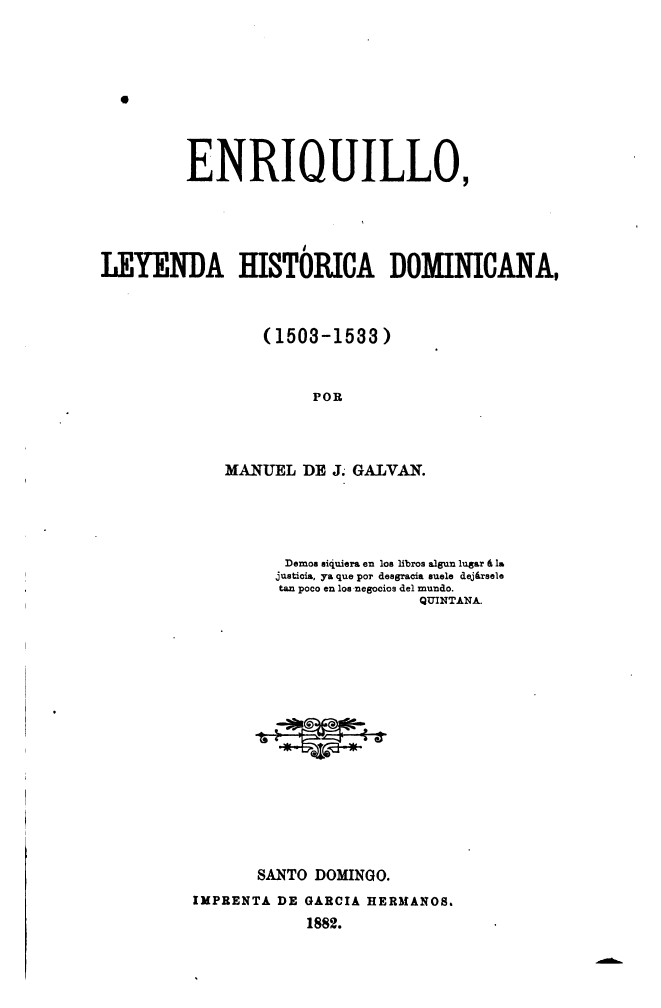 ENRIQUILLO,
LEYENDA HISTÓRICA DOMINICANA,
(1503-1533)
POR
MANUEL DE J. GALVAN.
Demos siquiera en los libros algun lugar á la
justicia, ya que por desgracia suele dejársele
tan poco en los negocios del mundo.
QUINTANA.
SANTO DOMINGO.
IMPRENTA DE GARCIA HERMANOS.
1882.